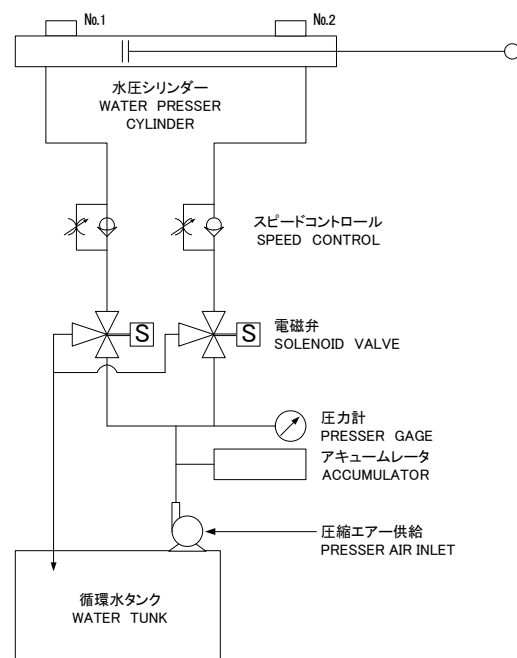 No.1
No.2
水圧シリンダー
WATER PRESSER
CYLINDER
スピードコントロール
SPEED CONTROL
S
S
電磁弁
SOLENOID VALVE
圧力計
PRESSER GAGE
アキュームレータ
ACCUMULATOR
圧縮エアー供給
PRESSER AIR INLET
循環水タンク
WATER TUNK